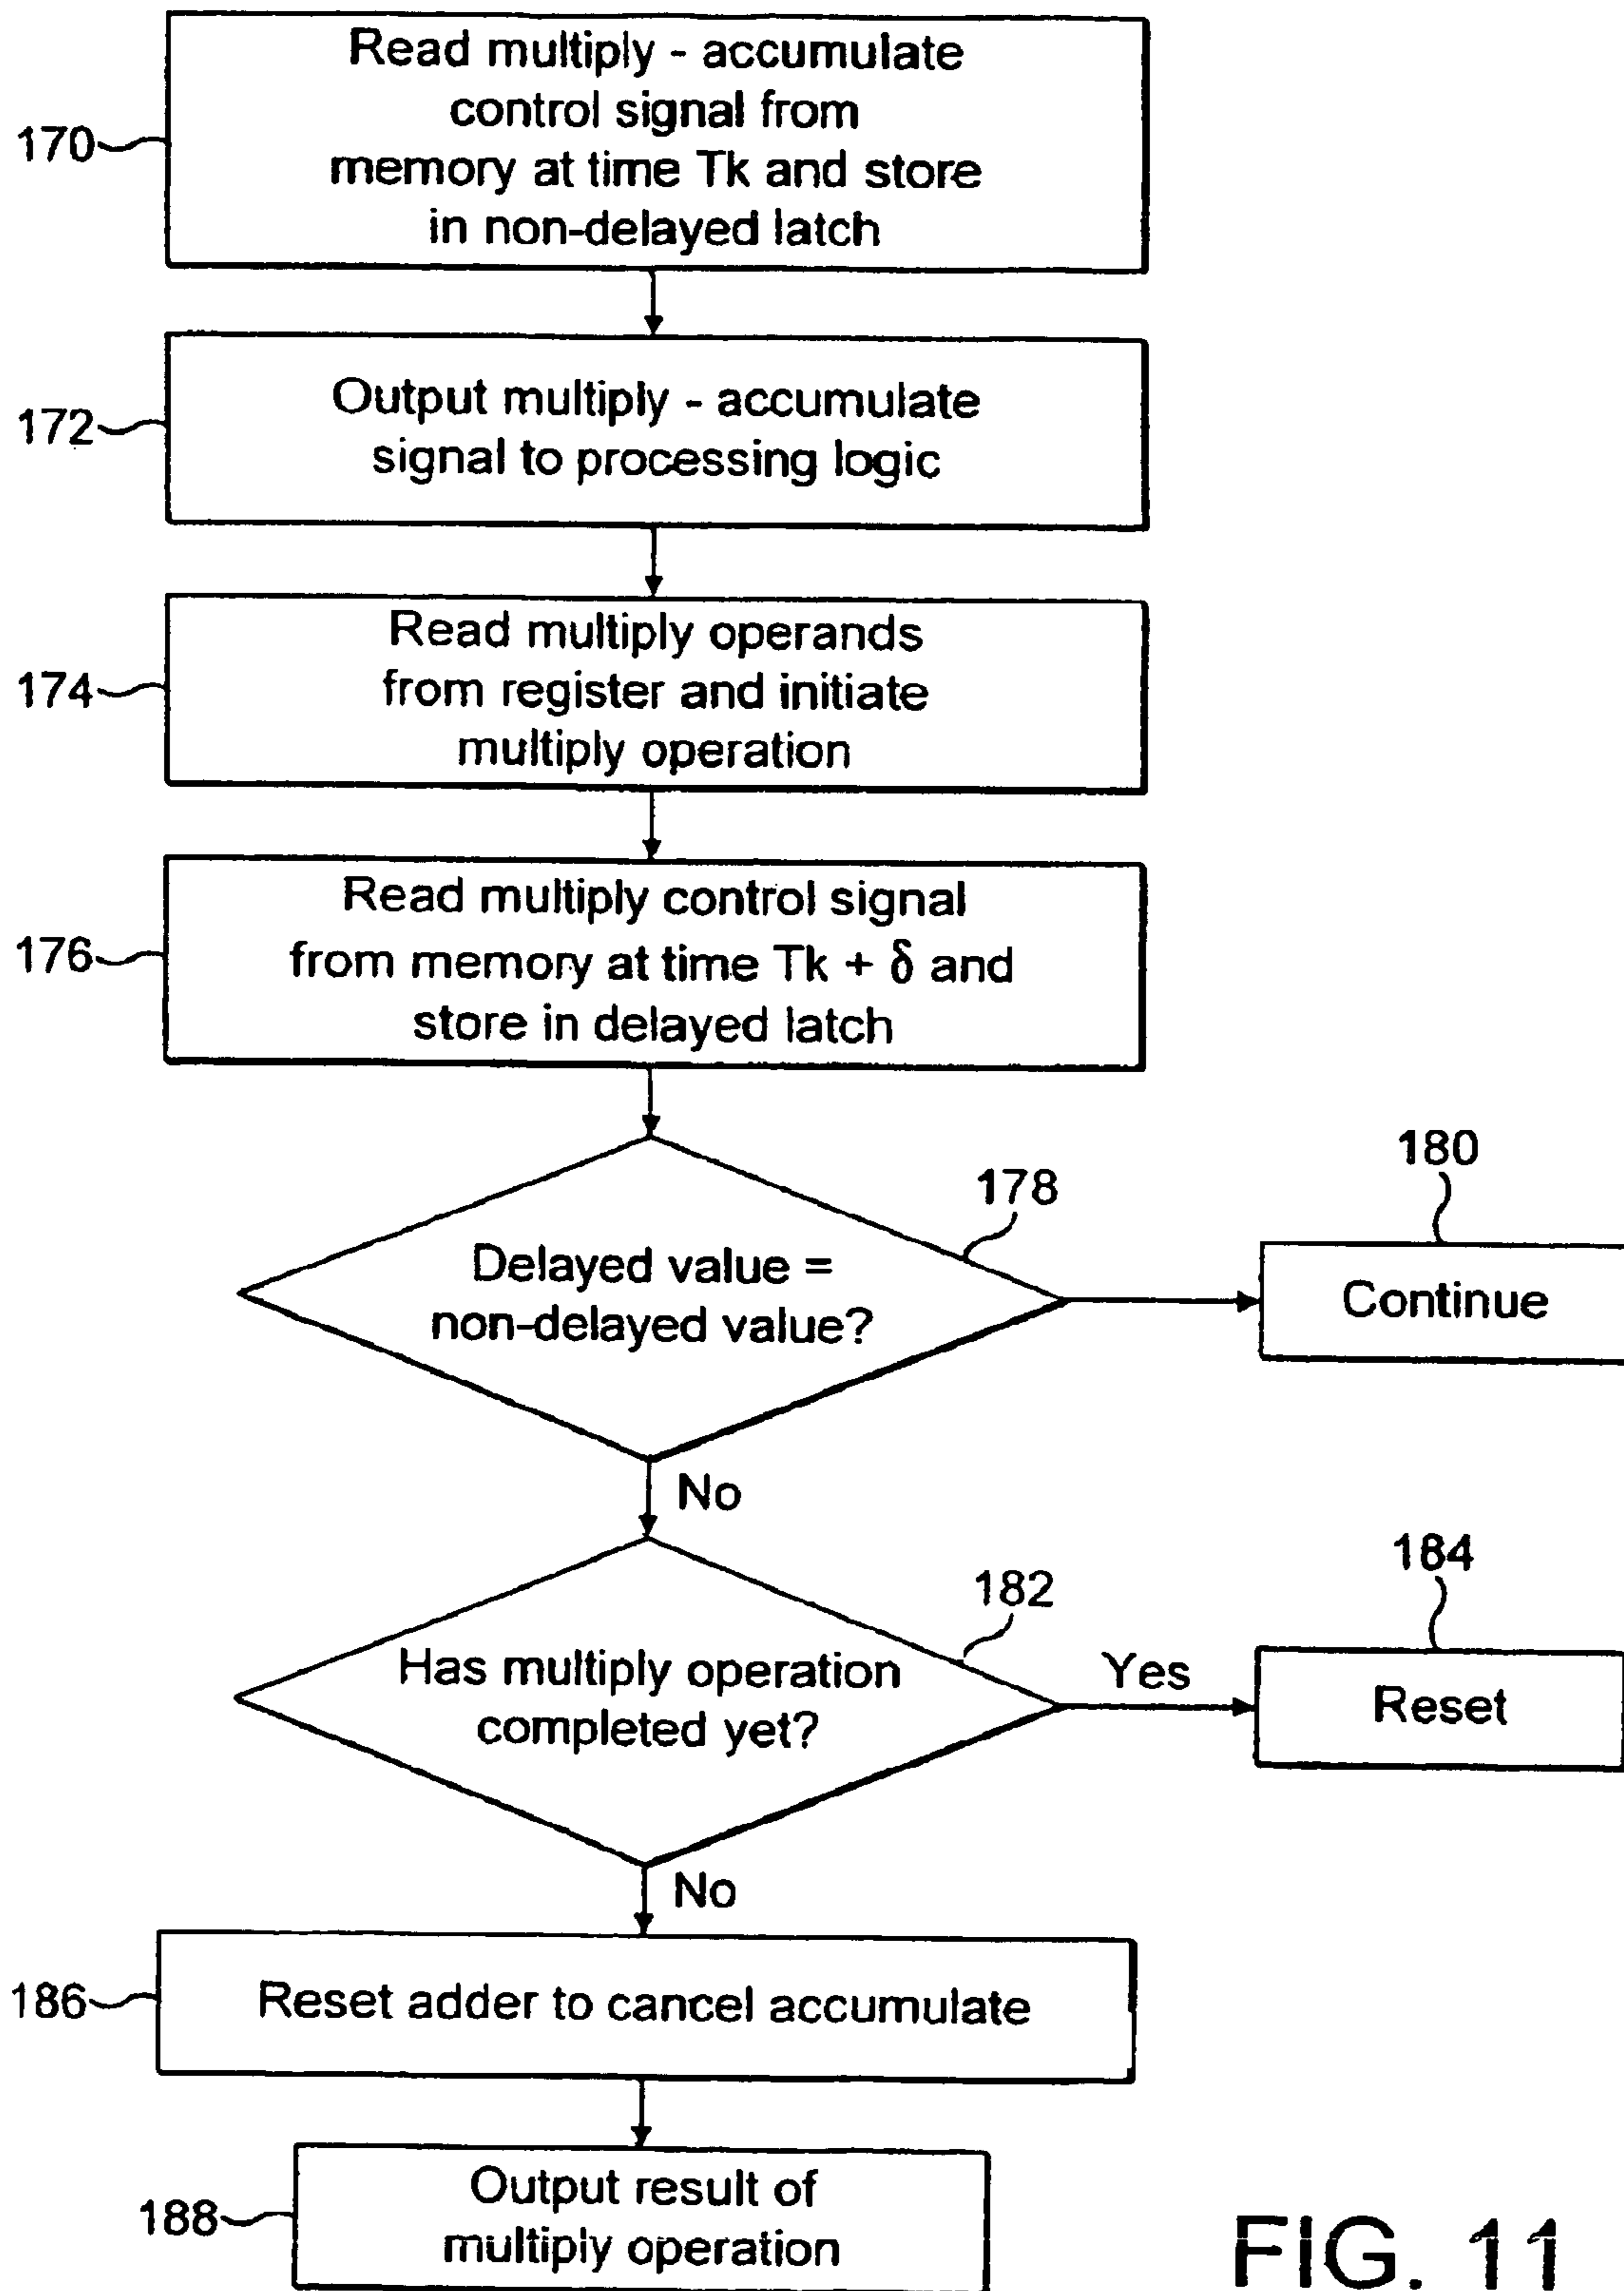 Read multiply - accumulate
control signal from
memory at time Tk and store
in non-delayed latch
170
Output multiply - accumulate
signal to processing logic
172
Read multiply operands
from register and initiate
multiply operation
174
Read multiply control signal
from memory at time Tk + δ and
store in delayed latch
176
Delayed value =
non-delayed value?
178
180
Continue
No
Has multiply operation
completed yet?
182
Yes
184
Reset
No
186
Reset adder to cancel accumulate
188
Output result of
multiply operation
FIG. 11